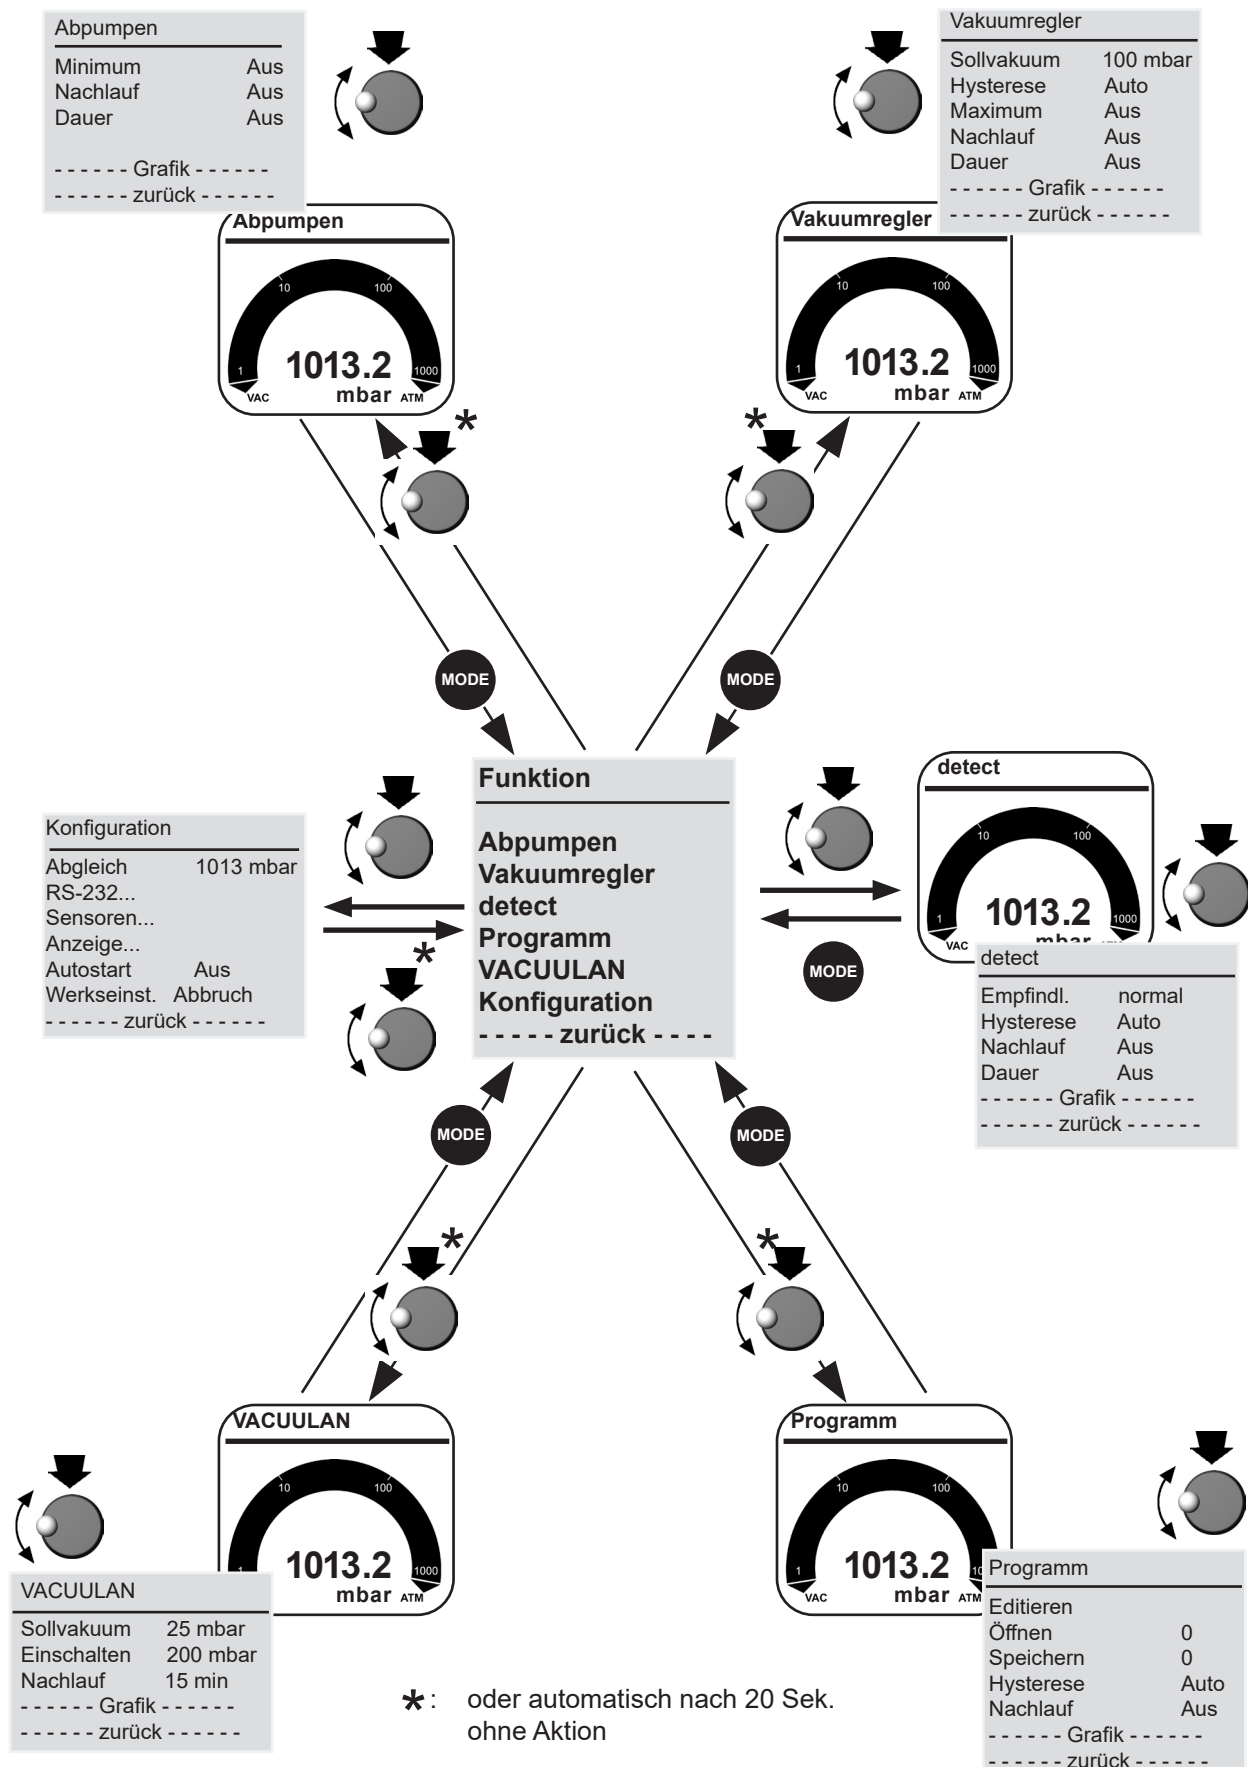 Abpumpen
Minimum Aus
Nachlauf Aus
Dauer Aus
- - - - - - Grafik - - - - - -
- - - - - - zurück - - - - - -
Vakuumregler
Sollvakuum 100 mbar
Hysterese Auto
Maximum Aus
Nachlauf Aus
Dauer Aus
- - - - - - Grafik - - - - - -
- - - - - - zurück - - - - - -
Abpumpen
10 100
1 1013.2 1000
VAC mbar ATM
*
Vakuumregler
10 100
1 1013.2 1000
VAC mbar ATM
*
MODE
MODE
Funktion
Abpumpen
Vakuumregler
detect
Programm
VACUULAN
Konfiguration
- - - - - zurück - - - -
Konfiguration
Abgleich 1013 mbar
RS-232...
Sensoren...
Anzeige...
Autostart Aus
Werkseinst. Abbruch
- - - - - - zurück - - - - - -
*
detect
10 100
1 1013.2 1000
VAC mbar ATM
MODE
detect
Empfindl. normal
Hysterese Auto
Nachlauf Aus
Dauer Aus
- - - - - - Grafik - - - - - -
- - - - - - zurück - - - - - -
MODE
MODE
*
*
VACUULAN
10 100
1 1013.2 1000
mbar ATM
VACUULAN
Sollvakuum 25 mbar
Einschalten 200 mbar
Nachlauf 15 min
- - - - - - Grafik - - - - - -
- - - - - - zurück - - - - - -
Programm
10 100
1 1013.2
VAC mbar ATM
Programm
Editieren
Öffnen 0
Speichern 0
Hysterese Auto
Nachlauf Aus
- - - - - - Grafik - - - - - -
- - - - - - zurück - - - - - -
*: oder automatisch nach 20 Sek.
ohne Aktion